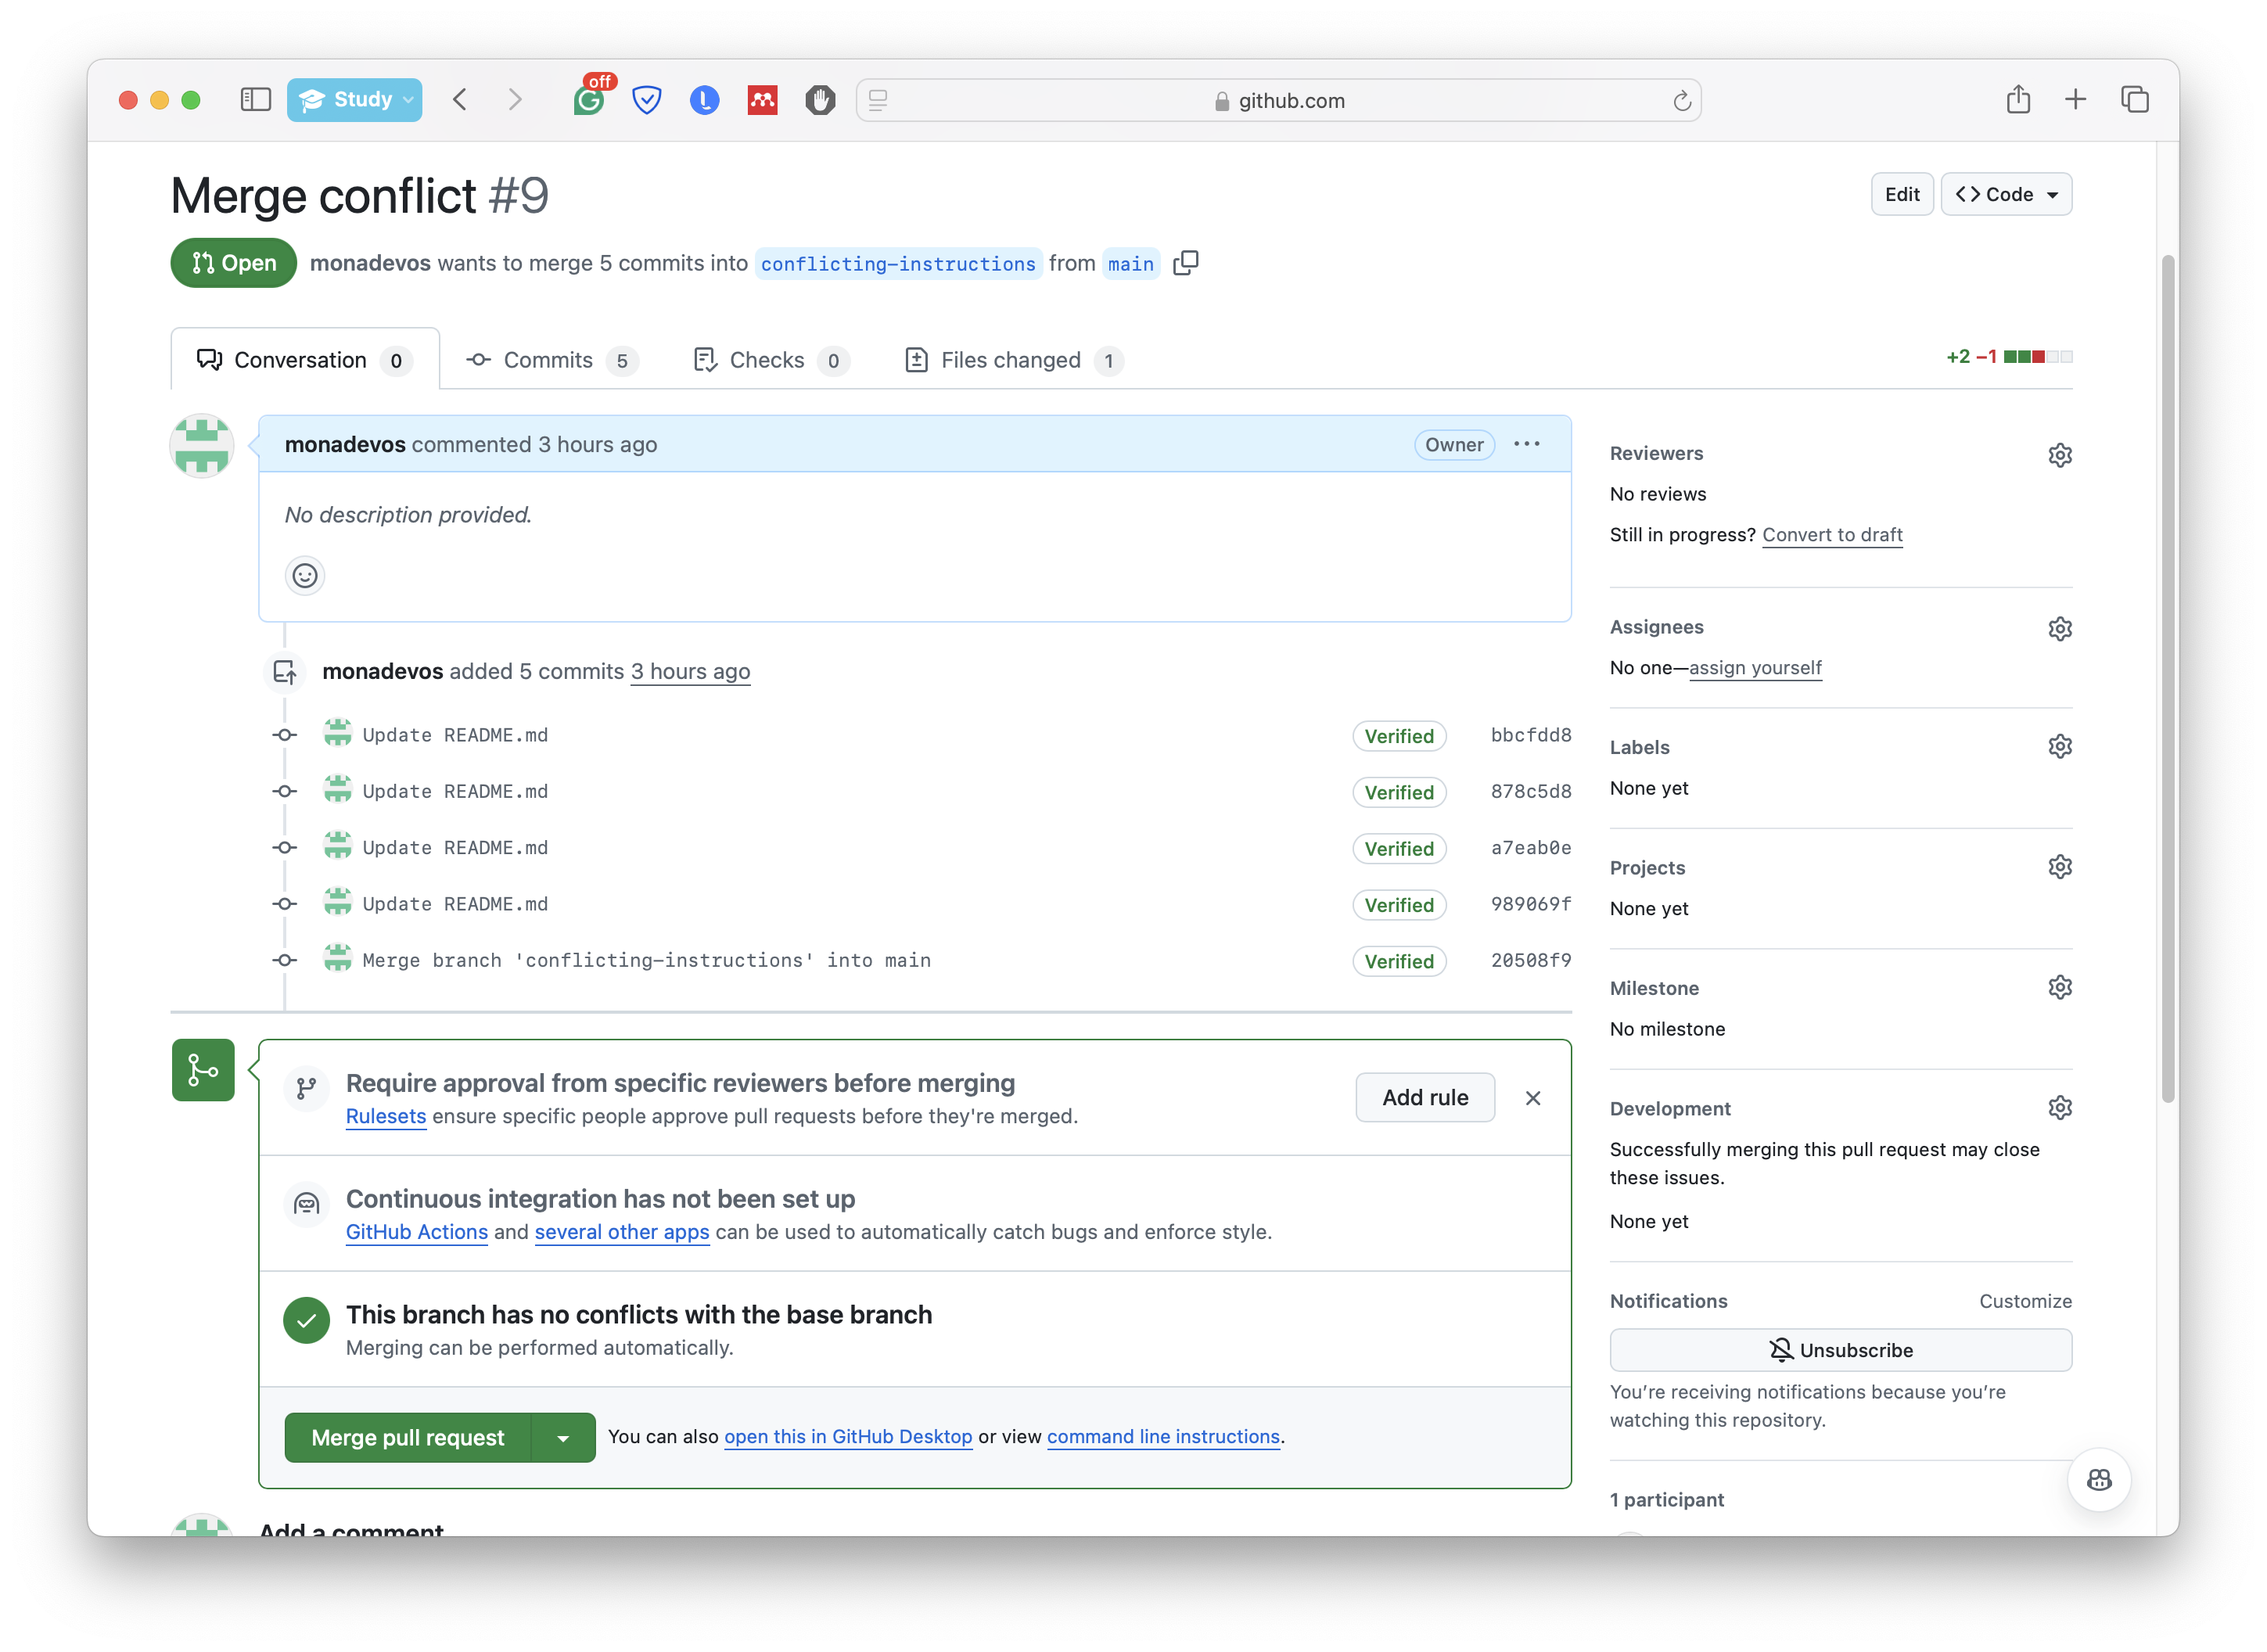 off
Study
github.com
Merge conflict #9
Edit
Code
Open
monadevos wants to merge 5 commits into conflicting-instructions from main
Conversation 0
Commits 5
Checks 0
Files changed 1
+2 −1
monadevos commented 3 hours ago
Owner
No description provided.
monadevos added 5 commits 3 hours ago
Update README.md Verified bbcfdd8
Update README.md Verified 878c5d8
Update README.md Verified a7eab0e
Update README.md Verified 989069f
Merge branch 'conflicting-instructions' into main Verified 20508f9
Require approval from specific reviewers before merging
Rulesets ensure specific people approve pull requests before they're merged.
Add rule
Continuous integration has not been set up
GitHub Actions and several other apps can be used to automatically catch bugs and enforce style.
This branch has no conflicts with the base branch
Merging can be performed automatically.
Merge pull request
You can also open this in GitHub Desktop or view command line instructions.
Add a comment
Reviewers
No reviews
Still in progress? Convert to draft
Assignees
No one—assign yourself
Labels
None yet
Projects
None yet
Milestone
No milestone
Development
Successfully merging this pull request may close
these issues.
None yet
Notifications
Customize
Unsubscribe
You're receiving notifications because you're
watching this repository.
1 participant